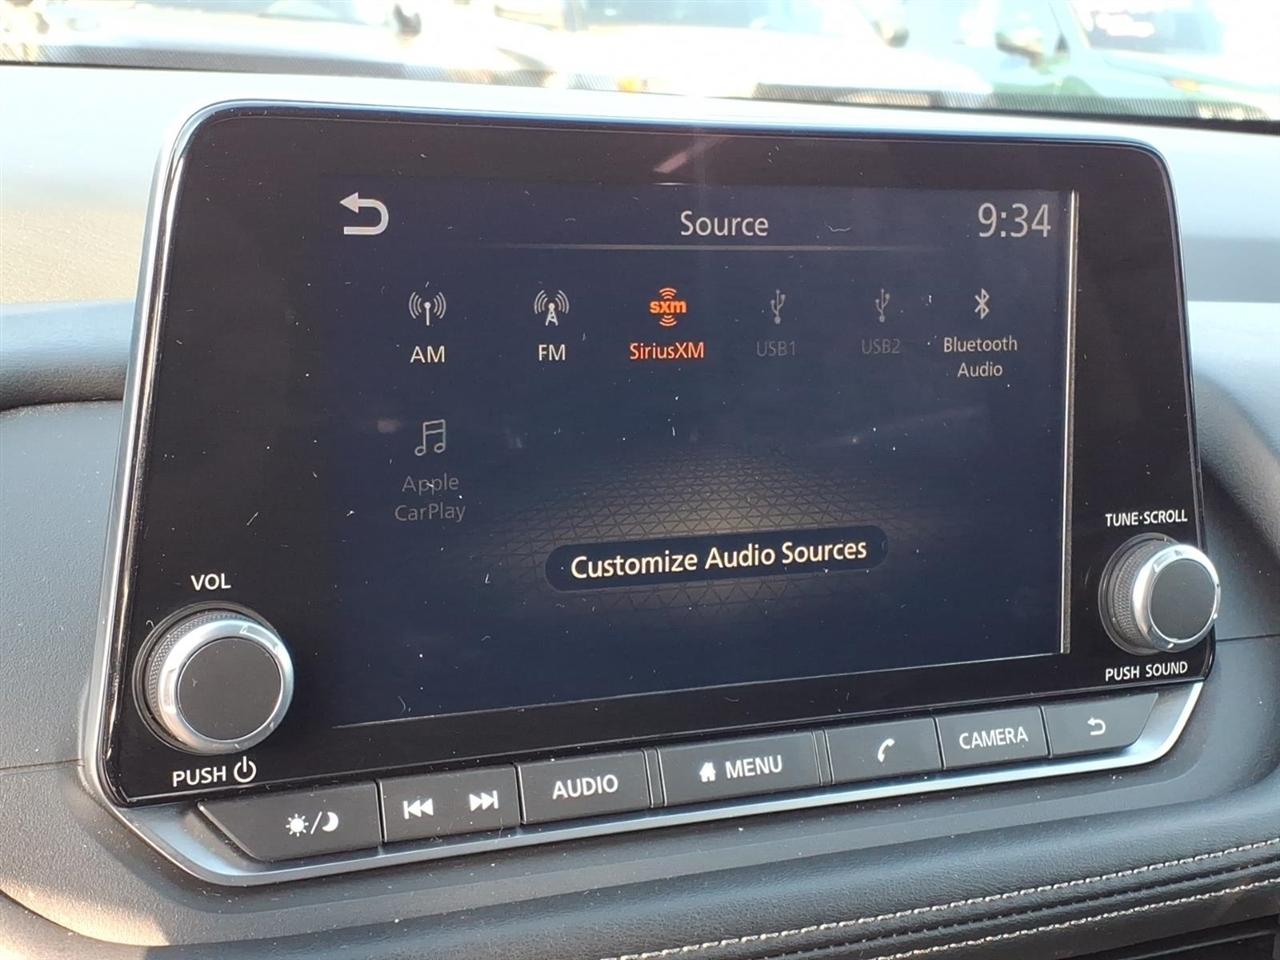 Source
9:34
sxm
AM
FM
SiriusXM
USB1
USB2
Bluetooth
Audio
Apple
CarPlay
Customize Audio Sources
VOL
PUSH
TUNE·SCROLL
PUSH SOUND
AUDIO
MENU
CAMERA